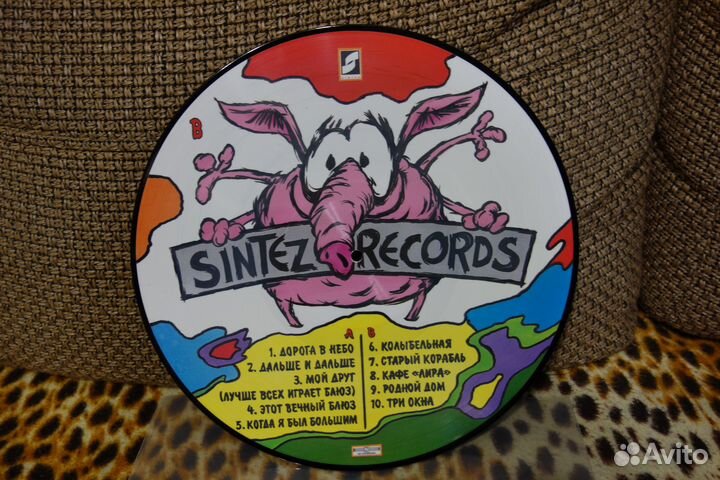 B
SINTEZ RECORDS
A
1. ДОРОГА В НЕБО
2. ДАЛЬШЕ И ДАЛЬШЕ
3. МОЙ ДРУГ
(ЛУЧШЕ ВСЕХ ИГРАЕТ БЛЮЗ)
4. ЭТОТ ВЕЧНЫЙ БЛЮЗ
5. КОГДА Я БЫЛ БОЛЬШИМ
B
6. КОЛЫБЕЛЬНАЯ
7. СТАРЫЙ КОРАБЛЬ
8. КАФЕ «ЛИРА»
9. РОДНОЙ ДОМ
10. ТРИ ОКНА
Avito